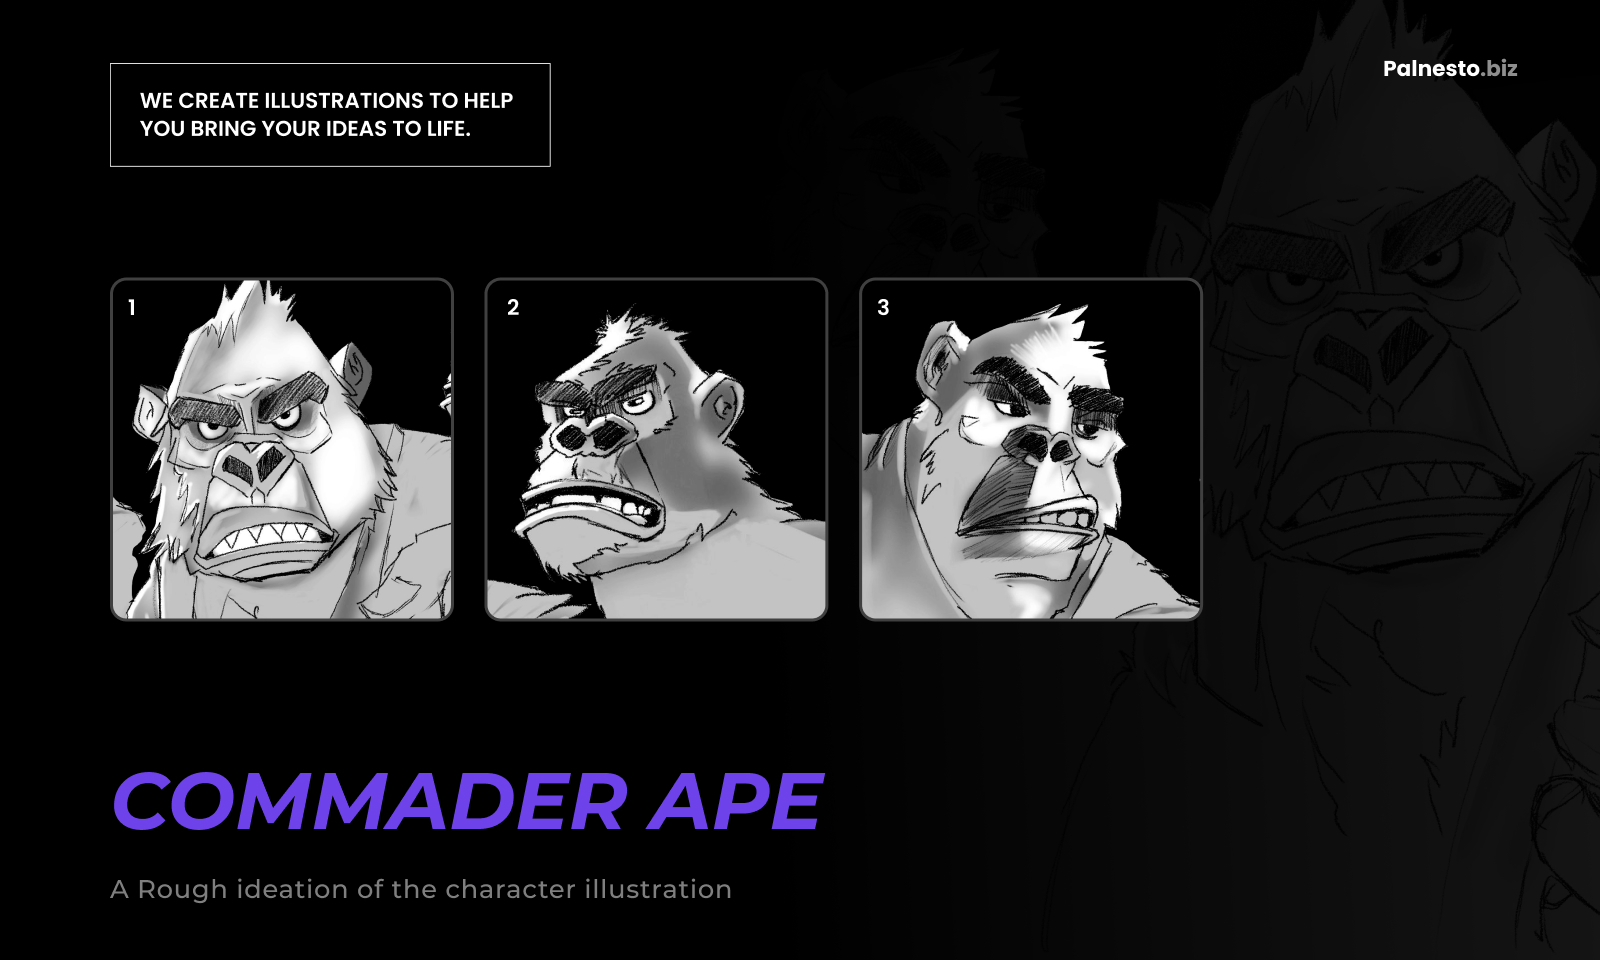 WE CREATE ILLUSTRATIONS TO HELP
YOU BRING YOUR IDEAS TO LIFE.
Palnesto.biz
1
2
3
COMMADER APE
A Rough ideation of the character illustration